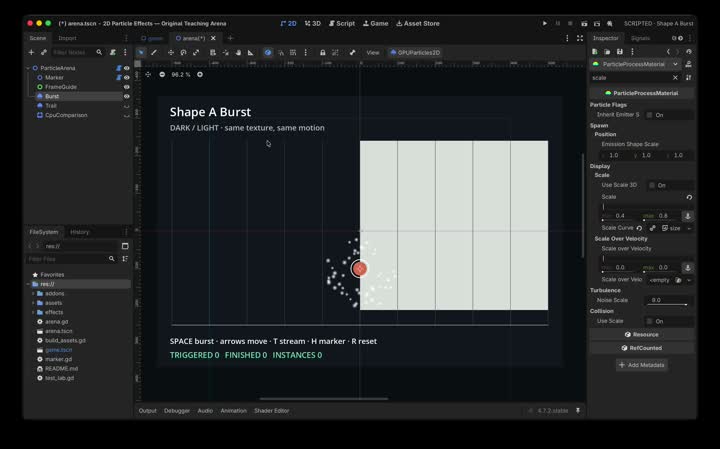 (*) arena.tscn - 2D Particle Effects — Original Teaching Arena
2D 3D Script Game Asset Store
SCRIPTED · Shape A Burst
Scene Import
game arena(*)
Inspector Signals
Filter Nodes
View GPUParticles2D
ParticleProcessMaterial
96.2 %
ParticleArena
Marker
FrameGuide
Burst
Trail
CpuComparison
scale
ParticleProcessMaterial
Particle Flags
Inherit Emitter S On
Spawn
Position
Emission Shape Scale
x 1.0 y 1.0 z 1.0
Display
Scale
Use Scale 3D On
Scale
min 0.4 max 0.8
Scale Curve size
Scale Over Velocity
Scale over Velocity
min 0.0 max 0.0
Scale over Velo <empty
Turbulence
Noise Scale 9.0
Collision
Use Scale On
Resource
RefCounted
Add Metadata
Shape A Burst
DARK / LIGHT · same texture, same motion
SPACE burst · arrows move · T stream · H marker · R reset
TRIGGERED 0 FINISHED 0 INSTANCES 0
FileSystem History
res://
Filter Files
Favorites
res://
addons
assets
effects
arena.gd
arena.tscn
build_assets.gd
game.tscn
marker.gd
README.md
test_lab.gd
Output Debugger Audio Animation Shader Editor
4.7.2.stable